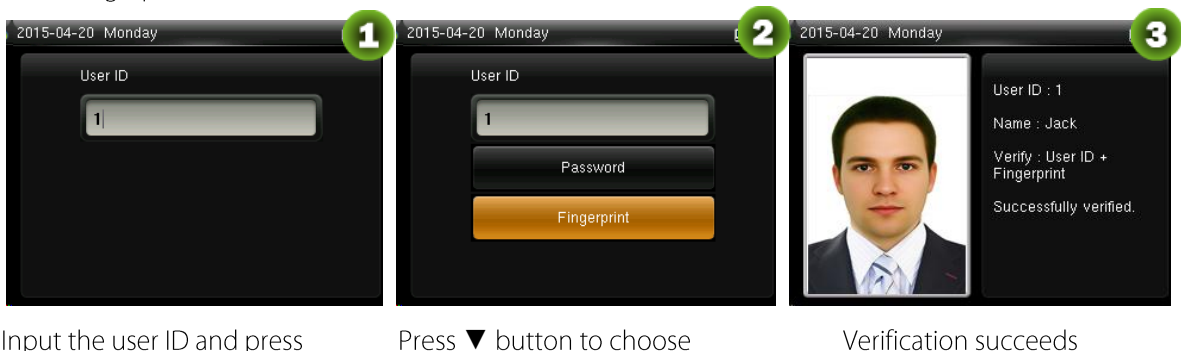 2015-04-20 Monday
1
User ID
1
2015-04-20 Monday
2
User ID
1
Password
Fingerprint
2015-04-20 Monday
3
User ID : 1
Name : Jack
Verify : User ID +
Fingerprint
Successfully verified.
Input the user ID and press
Press ▼ button to choose
Verification succeeds